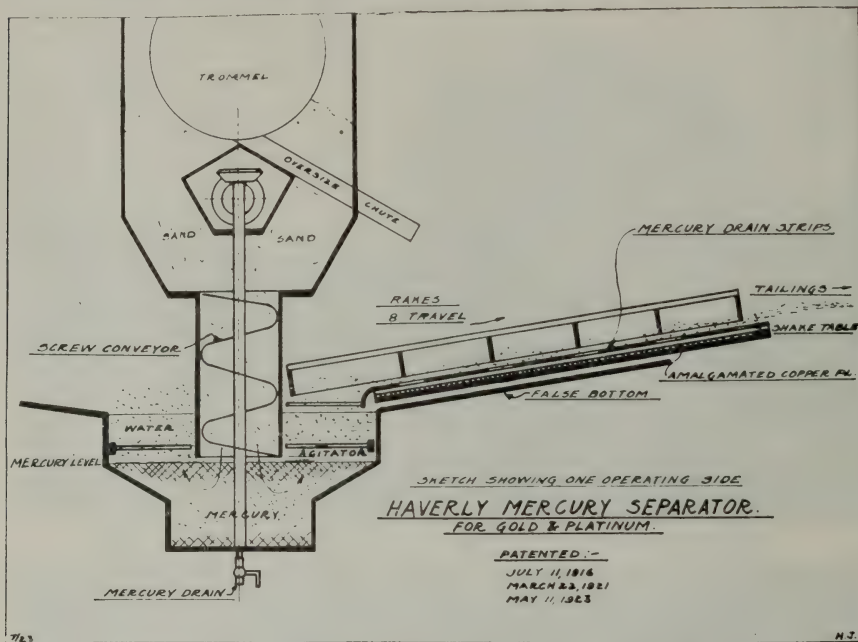 TROMMEL
OVERSIZE CHUTE
SAND SAND
MERCURY DRAIN STRIPS
RAKES
8 TRAVEL
TAILINGS
SCREW CONVEYOR
SHAKE TABLE
AMALGAMATED COPPER PL.
FALSE BOTTOM
WATER
AGITATOR
MERCURY LEVEL
MERCURY
SKETCH SHOWING ONE OPERATING SIDE
HAVERLY MERCURY SEPARATOR.
FOR GOLD & PLATINUM.
PATENTED:-
JULY 11, 1916
MARCH 22, 1921
MAY 11, 1923
MERCURY DRAIN
7/23
H.J.